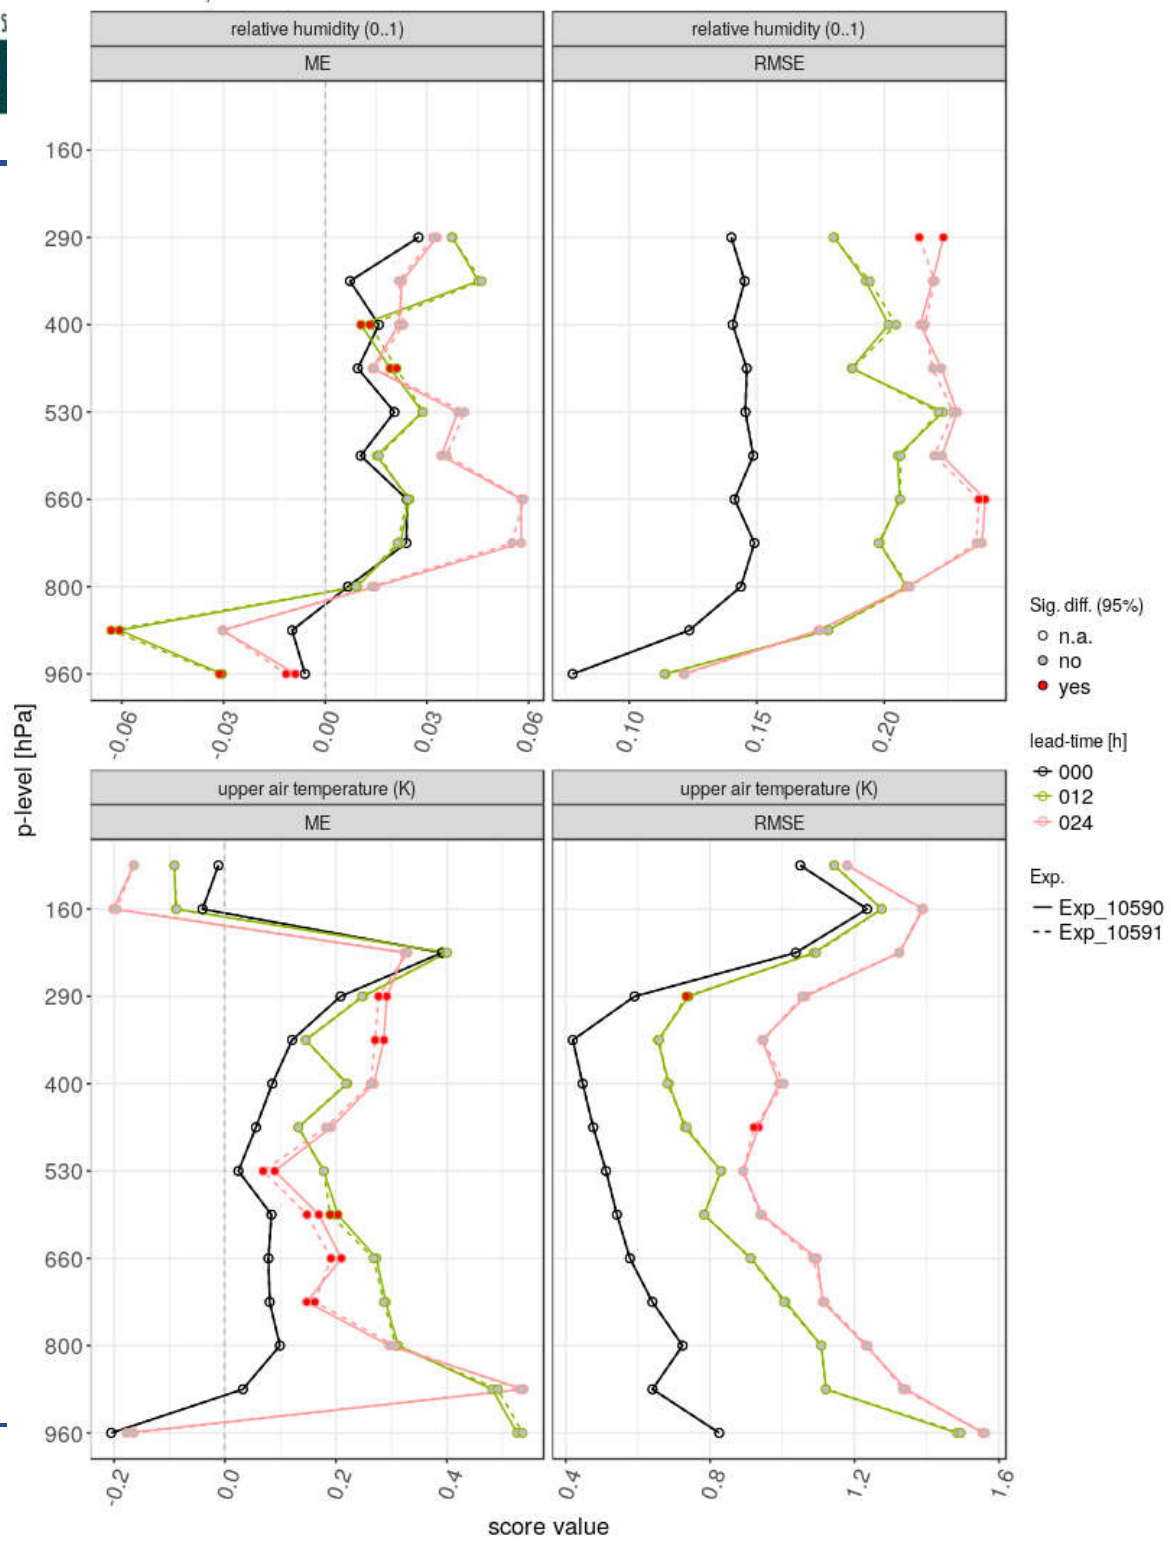 relative humidity (0..1)
relative humidity (0..1)
ME
RMSE
160
290
400
530
660
800
960
-0.06
-0.03
0.00
0.03
0.06
0.10
0.15
0.20
p-level [hPa]
upper air temperature (K)
upper air temperature (K)
ME
RMSE
160
290
400
530
660
800
960
-0.2
0.0
0.2
0.4
0.4
0.8
1.2
1.6
score value
Sig. diff. (95%)
n.a.
no
yes
lead-time [h]
000
012
024
Exp.
Exp_10590
Exp_10591